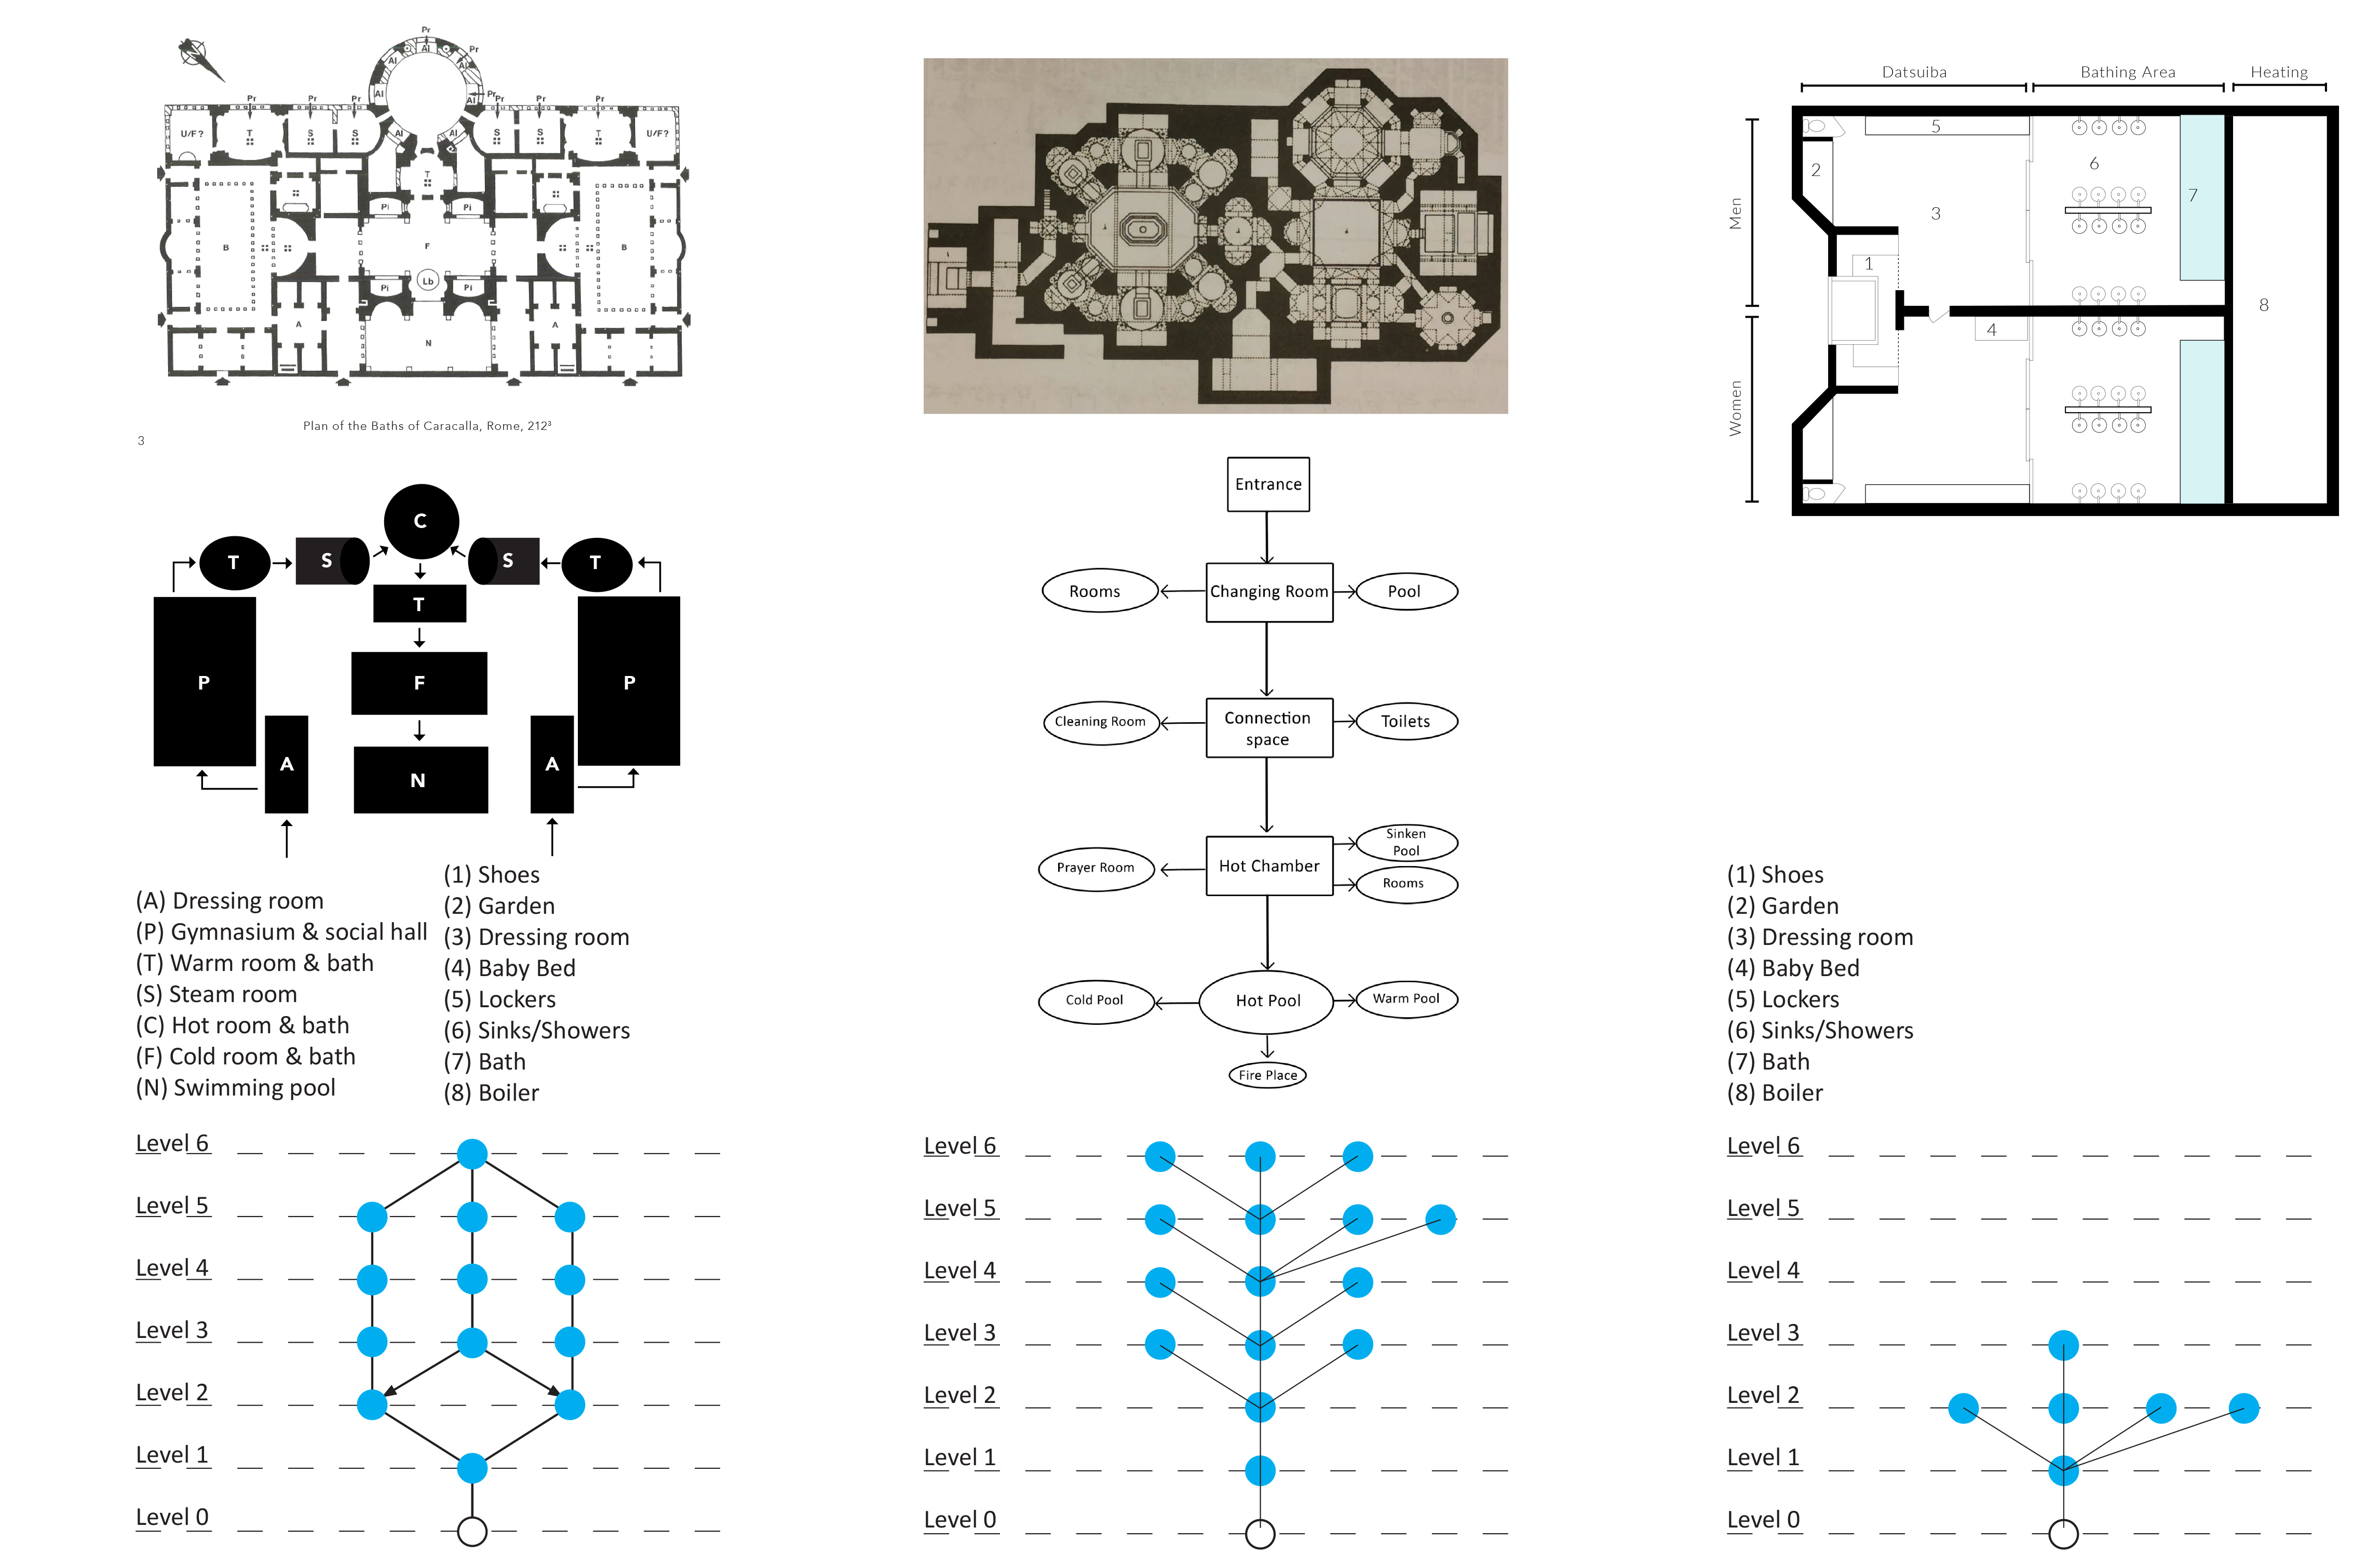 Pr
Al
Pr
Al
Al
Al
Pr
Al
Pr
Pr
Pr
Pr
Pr
Pr
U/F?
T
S
S
Al
Al
S
S
T
U/F?
T
Pi
Pi
B
F
B
Lb
Pi
Pi
A
A
N
Plan of the Baths of Caracalla, Rome, 212³
3
C
T
S
S
T
T
P
F
P
A
N
A
(A) Dressing room
(P) Gymnasium & social hall
(T) Warm room & bath
(S) Steam room
(C) Hot room & bath
(F) Cold room & bath
(N) Swimming pool
(1) Shoes
(2) Garden
(3) Dressing room
(4) Baby Bed
(5) Lockers
(6) Sinks/Showers
(7) Bath
(8) Boiler
Level 6
Level 5
Level 4
Level 3
Level 2
Level 1
Level 0
Entrance
Rooms
Changing Room
Pool
Cleaning Room
Connection
space
Toilets
Prayer Room
Hot Chamber
Sinken
Pool
Rooms
Cold Pool
Hot Pool
Warm Pool
Fire Place
Level 6
Level 5
Level 4
Level 3
Level 2
Level 1
Level 0
Datsuiba
Bathing Area
Heating
Men
Women
5
2
6
7
3
1
8
4
(1) Shoes
(2) Garden
(3) Dressing room
(4) Baby Bed
(5) Lockers
(6) Sinks/Showers
(7) Bath
(8) Boiler
Level 6
Level 5
Level 4
Level 3
Level 2
Level 1
Level 0